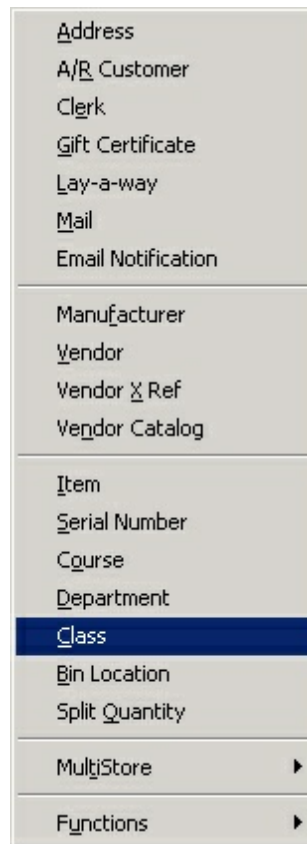 Address
A/R Customer
Clerk
Gift Certificate
Lay-a-way
Mail
Email Notification
Manufacturer
Vendor
Vendor X Ref
Vendor Catalog
Item
Serial Number
Course
Department
Class
Bin Location
Split Quantity
MultiStore
Functions